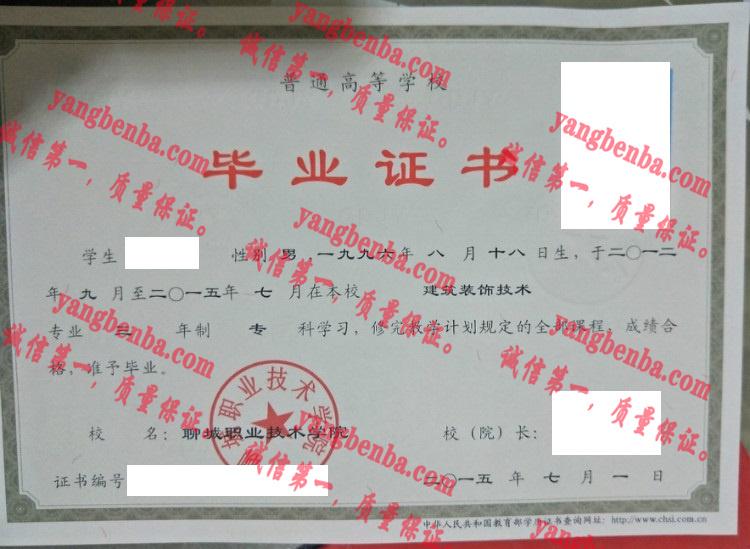 普通高等学校
毕业证书
学生 性别 男 一九九六年 八 月 十八 日生，于二〇一二
年 九 月至二〇一五年 七 月在本校 建筑装饰技术
专业 三 年制 专 科学习，修完教学计划规定的全部课程，成绩合
格，准予毕业。
校 名：聊城职业技术学院 校（院）长：
证书编号 二〇一五 年 七 月 一 日
中华人民共和国教育部学历证书查询网址：http://www.chsi.com.cn
yangbenba.com
诚信第一，质量保证。